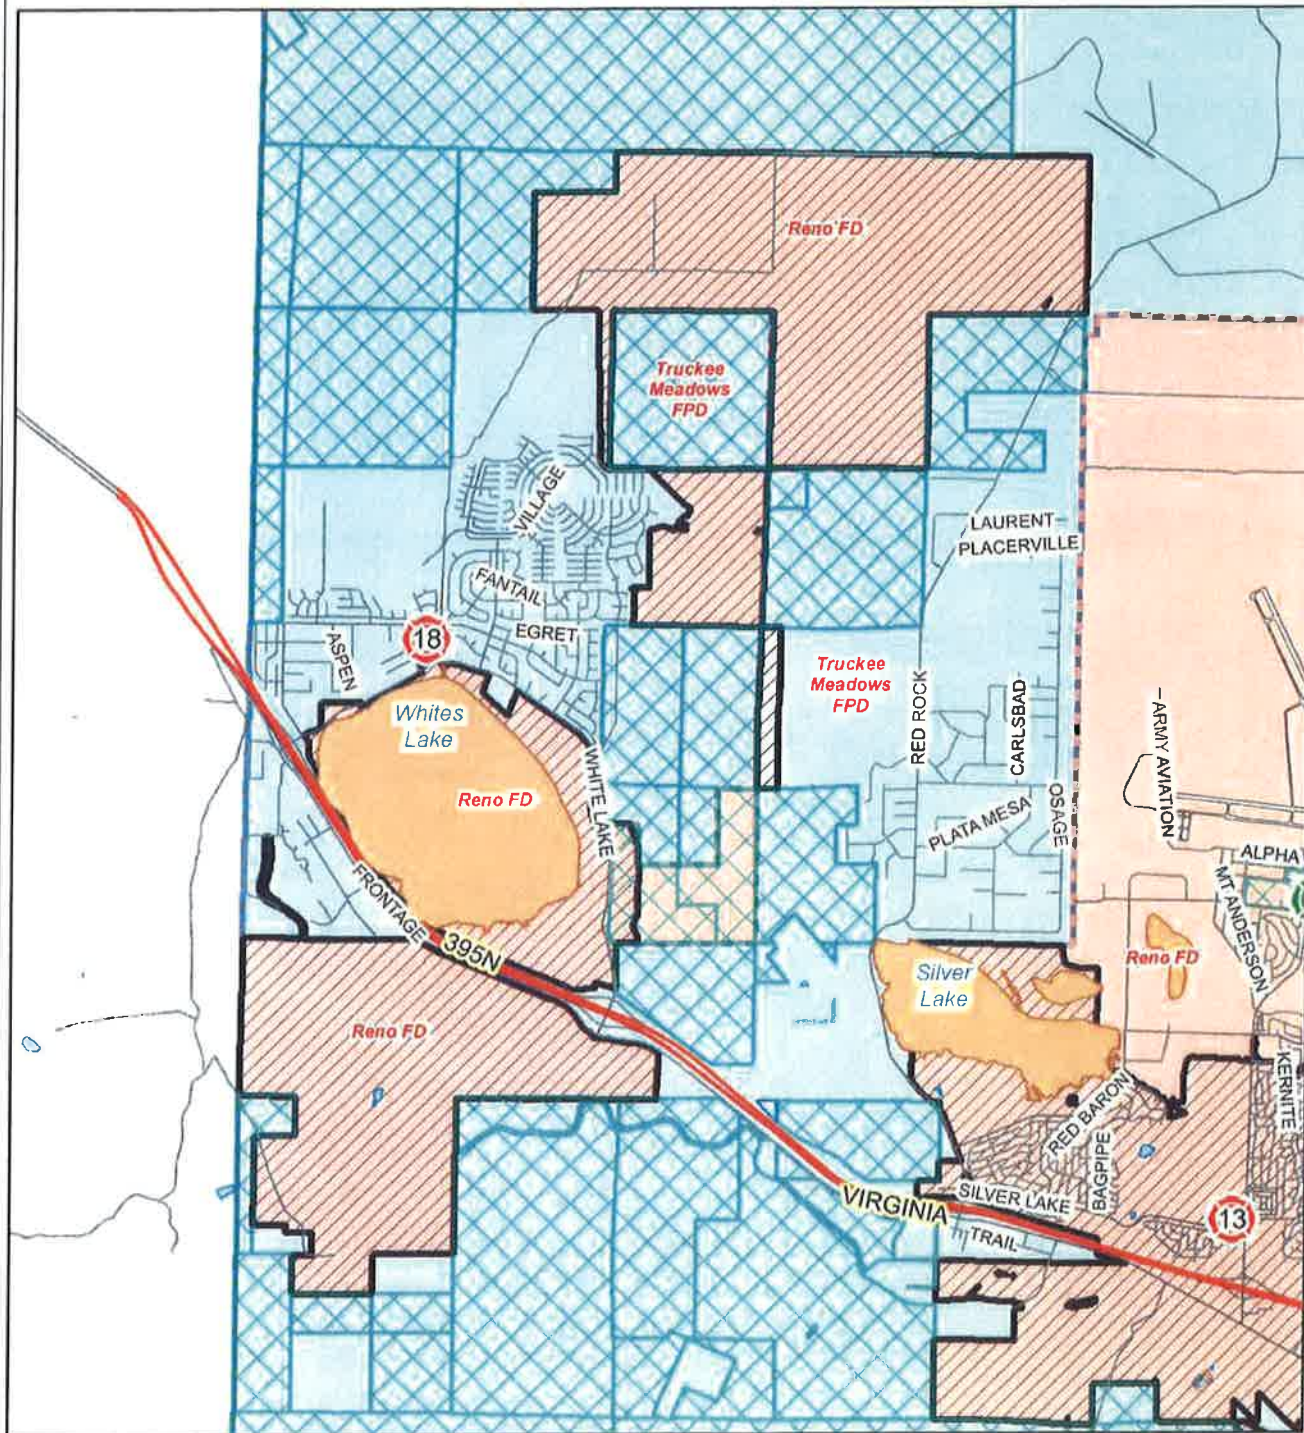 Reno FD
Truckee
Meadows
FPD
VILLAGE
LAURENT
PLACERVILLE
FANTAIL
18
EGRET
ASPEN
Truckee
Meadows
FPD
RED ROCK
CARLSBAD
ARMY AVIATION
Whites
Lake
Reno FD
WHITE LAKE
OSAGE
PLATA MESA
ALPHA
MT ANDERSON
FRONTAGE
395N
Silver
Lake
Reno FD
Reno FD
KERNITE
RED BARON
BAGPIPE
VIRGINIA
SILVER LAKE
TRAIL
13